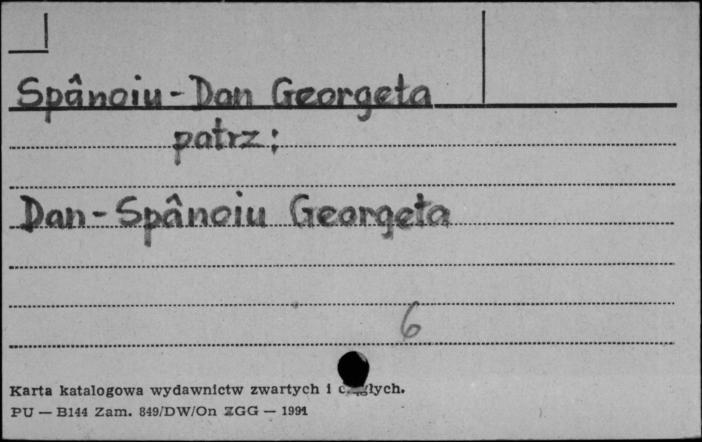 Spânoiu-Dan Georgeta
patrz:
Dan-Spânoiu Georgeta
6
Karta katalogowa wydawnictw zwartych i ciągłych.
PU — B144 Zam. 849/DW/On ZGG — 1991